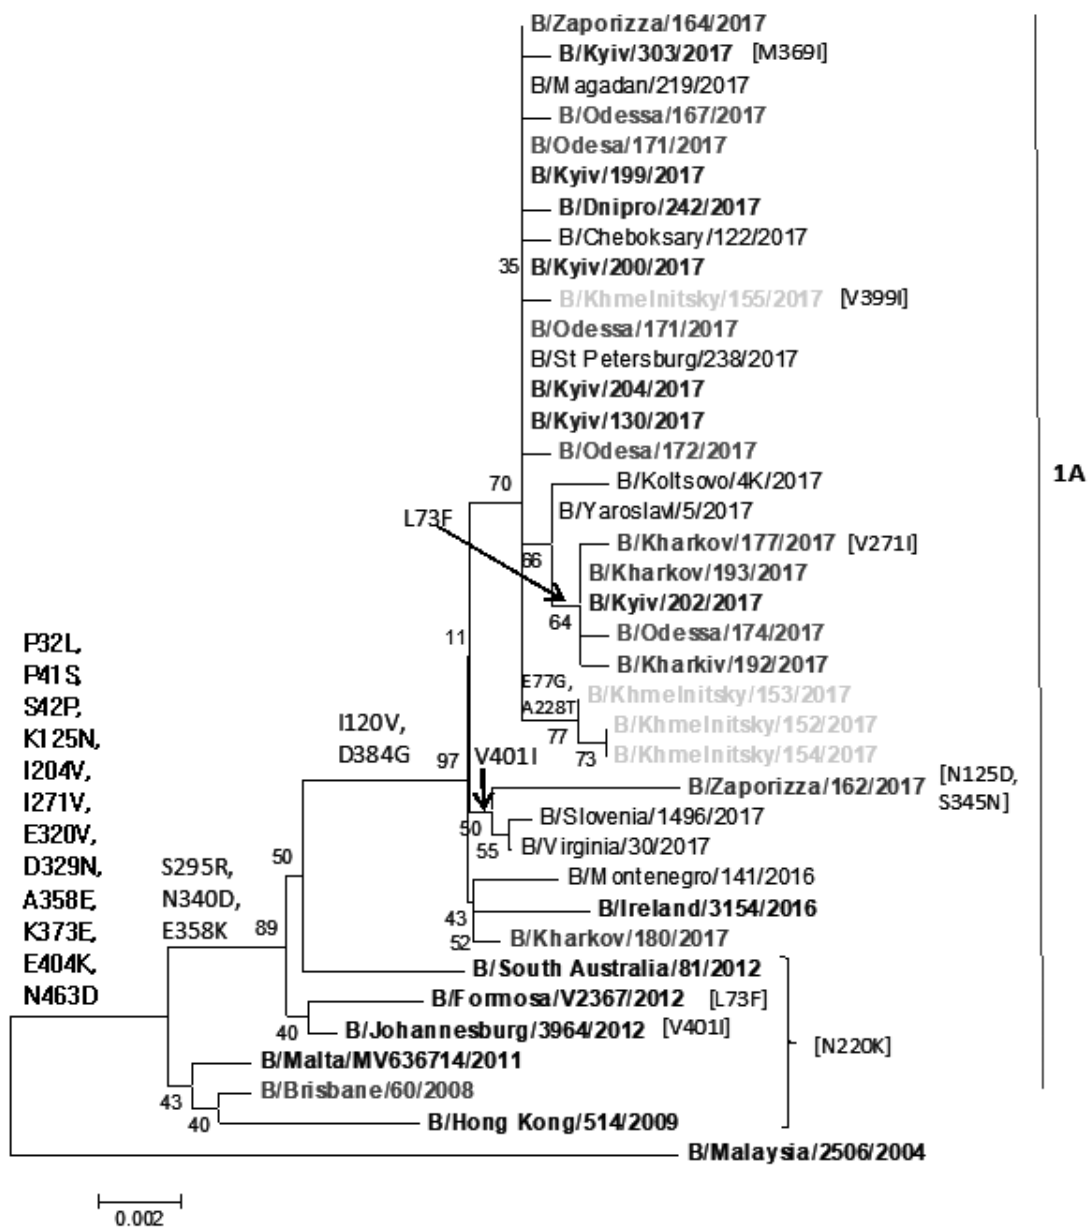 B/Zaporizza/164/2017
B/Kyiv/303/2017 [M369I]
B/Magadan/219/2017
B/Odessa/167/2017
B/Odesa/171/2017
B/Kyiv/199/2017
B/Dnipro/242/2017
B/Cheboksary/122/2017
35 B/Kyiv/200/2017
B/Khmelnitsky/155/2017 [V399I]
B/Odessa/171/2017
B/St Petersburg/238/2017
B/Kyiv/204/2017
B/Kyiv/130/2017
B/Odesa/172/2017
1A
70 B/Koltsovo/4K/2017
L73F B/Yaroslavl/5/2017
66 B/Kharkov/177/2017 [V271I]
B/Kharkov/193/2017
B/Kyiv/202/2017
64 B/Odessa/174/2017
11 B/Kharkiv/192/2017
E77G, B/Khmelnitsky/153/2017
A228T B/Khmelnitsky/152/2017
77 73 B/Khmelnitsky/154/2017
P32L,
P41S,
S42P,
K125N,
I204V,
I271V,
E320V,
D329N,
A358E,
K373E,
E404K,
N463D
I120V,
D384G 97 V401I
B/Zaporizza/162/2017 [N125D,
S345N]
50 B/Slovenia/1496/2017
55 B/Virginia/30/2017
50
S295R,
N340D,
E358K
89
B/Montenegro/141/2016
43 B/Ireland/3154/2016
52 B/Kharkov/180/2017
B/South Australia/81/2012
B/Formosa/V2367/2012 [L73F]
40 B/Johannesburg/3964/2012 [V401I]
[N220K]
B/Malta/MV636714/2011
43 B/Brisbane/60/2008
40 B/Hong Kong/514/2009
B/Malaysia/2506/2004
0.002